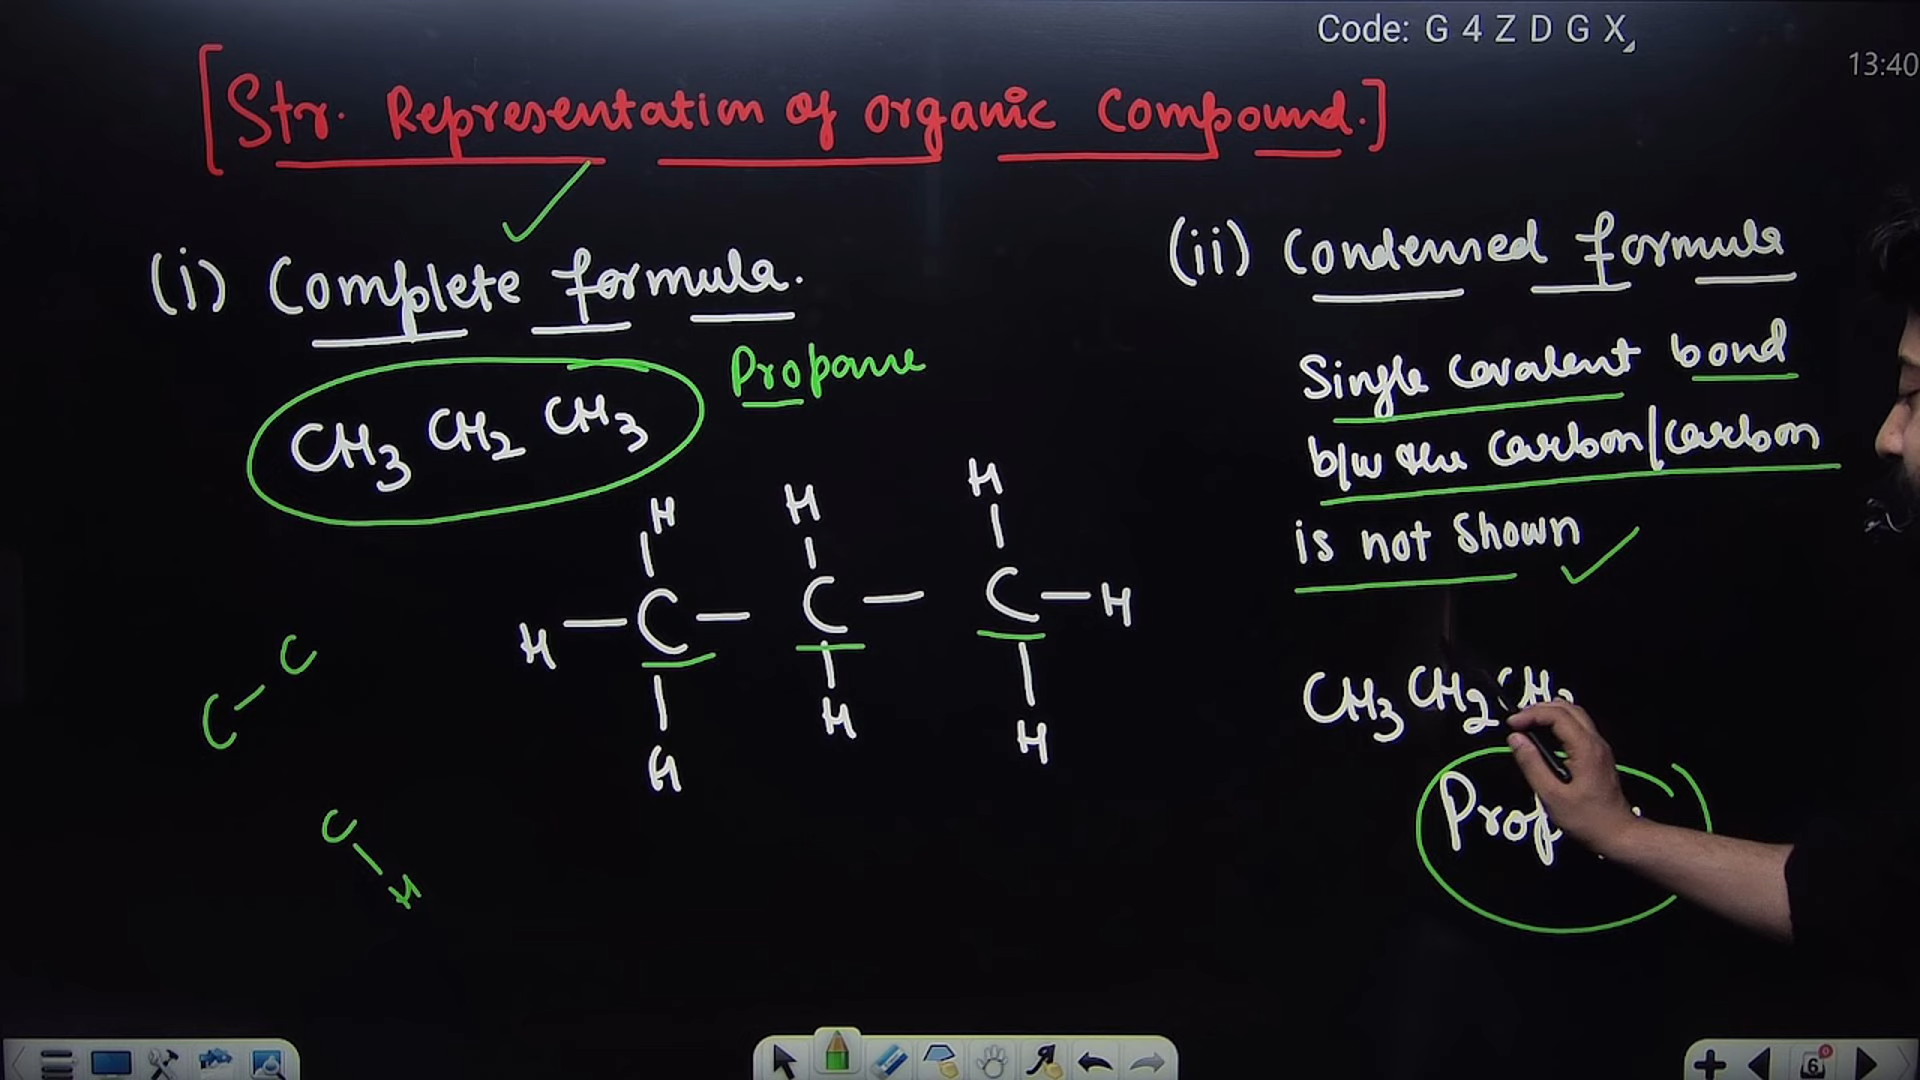 Code: G 4 Z D G X
13:40
[Str. Representation of organic Compound.]
(i) Complete formula.
Propane
CH3 CH2 CH3
H H H
H — C — C — C — H
H H H
C — C
C — H
(ii) Condensed formula
Single covalent bond
b/w the carbon/carbon
is not shown
CH3 CH2
6